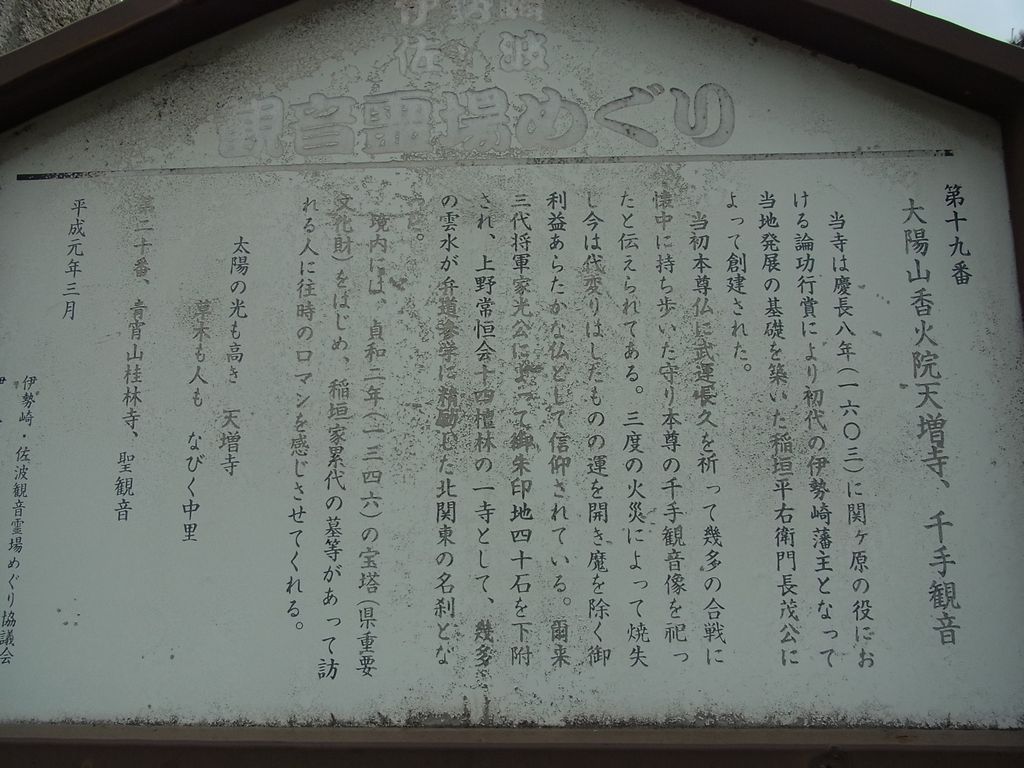 伊勢崎
佐波
観音霊場めぐり
第十九番
大陽山香火院天増寺、千手観音
当寺は慶長八年(一六〇三)に関ヶ原の役にお
ける論功行賞により初代の伊勢崎藩主となって
当地発展の基礎を築いた稲垣平右衛門長茂公に
よって創建された。
当初本尊仏に武運長久を祈って幾多の合戦に
懐中に持ち歩いた守り本尊の千手観音像を祀っ
たと伝えられてある。三度の火災によって焼失
し今は代変りはしたものの運を開き魔を除く御
利益あらたかな仏として信仰されている。爾来
三代将軍家光公によって御朱印地四十石を下附
され、上野常恒会十四檀林の一寺として、幾多
の雲水が弁道参学に精励した北関東の名刹とな
った。
境内には、貞和二年(一三四六)の宝塔(県重要
文化財)をはじめ、稲垣家累代の墓等があって訪
れる人に往時のロマンを感じさせてくれる。
太陽の光も高き 天増寺
草木も人も なびく中里
第二十番、青宵山桂林寺、聖観音
平成元年三月
伊勢崎・佐波観音霊場めぐり協議会